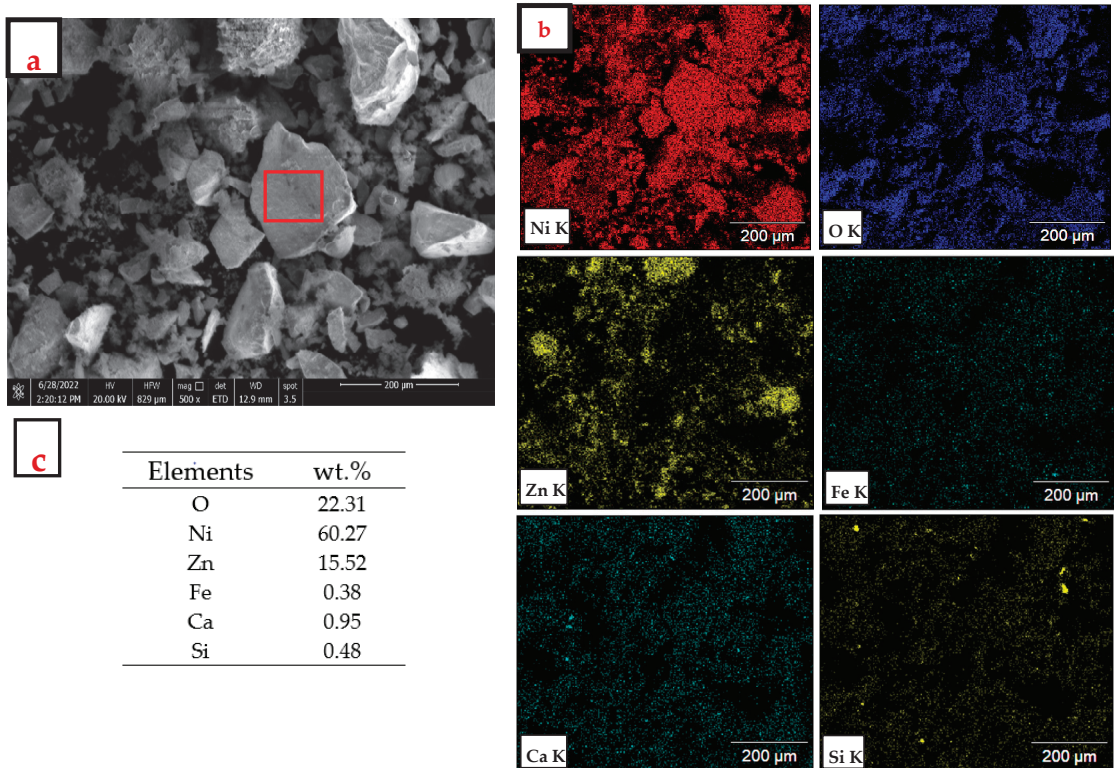 a
6/28/2022 HV HFW mag □ det WD spot
2:20:12 PM 20.00 kV 829 µm 500 x ETD 12.9 mm 3.5
200 µm
b
Ni K
200 µm
O K
200 µm
Zn K
200 µm
Fe K
200 µm
Ca K
200 µm
Si K
200 µm
c
Elements wt.%
O 22.31
Ni 60.27
Zn 15.52
Fe 0.38
Ca 0.95
Si 0.48